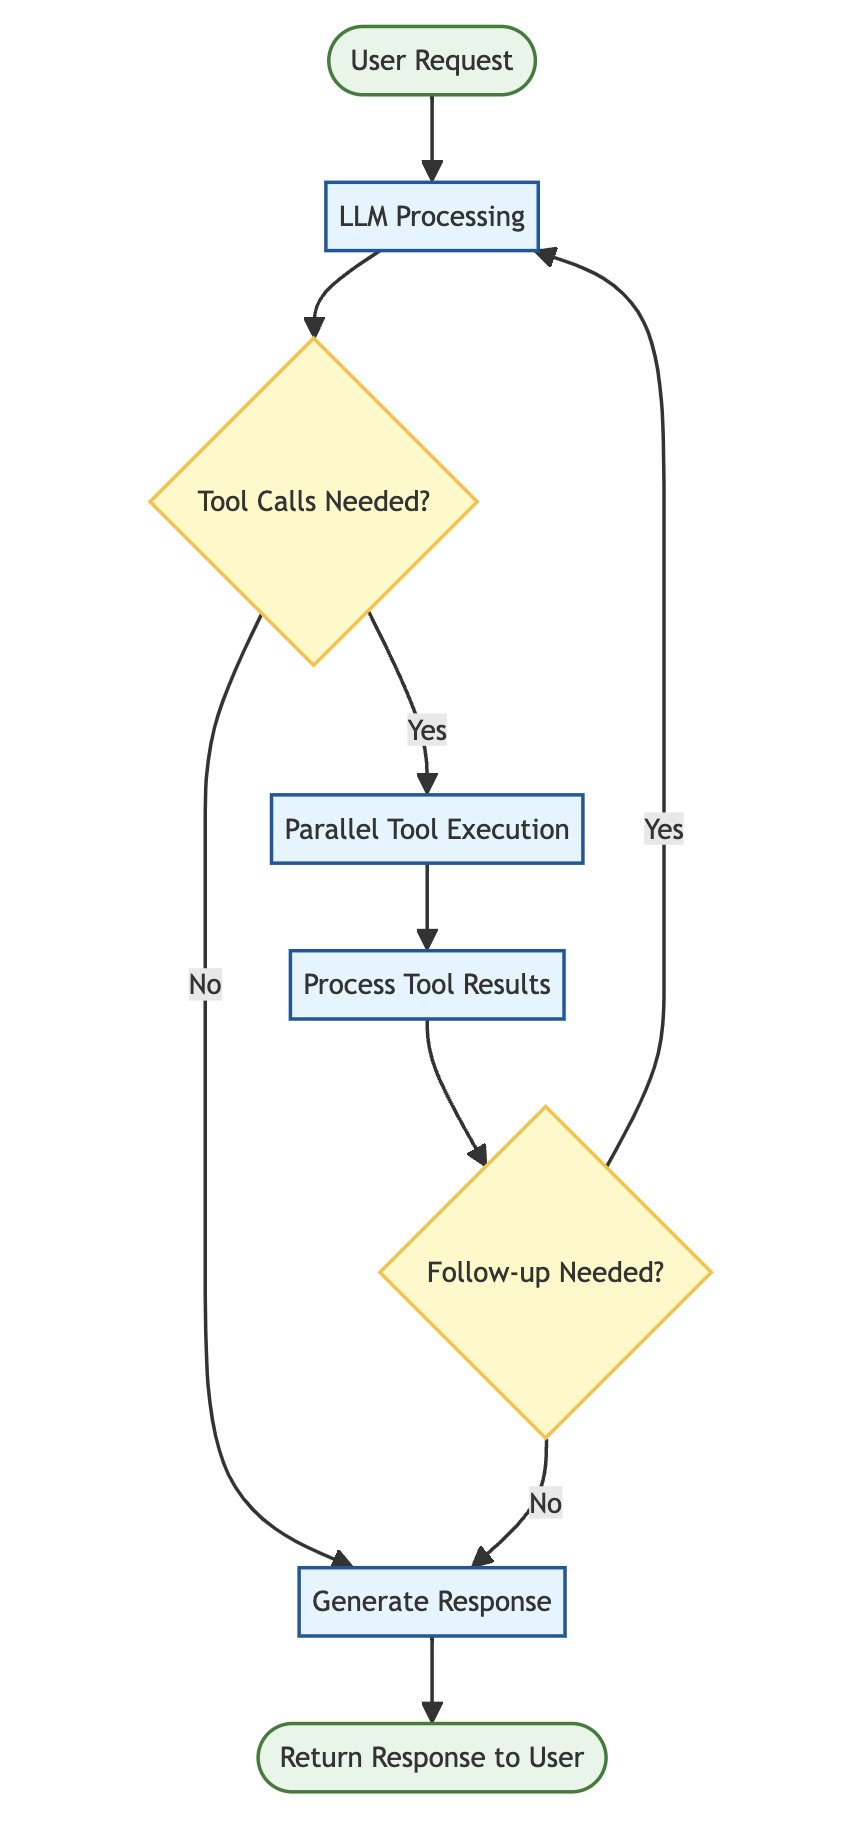 User Request
LLM Processing
Tool Calls Needed?
Yes
Parallel Tool Execution
Yes
Process Tool Results
No
Follow-up Needed?
No
Generate Response
Return Response to User